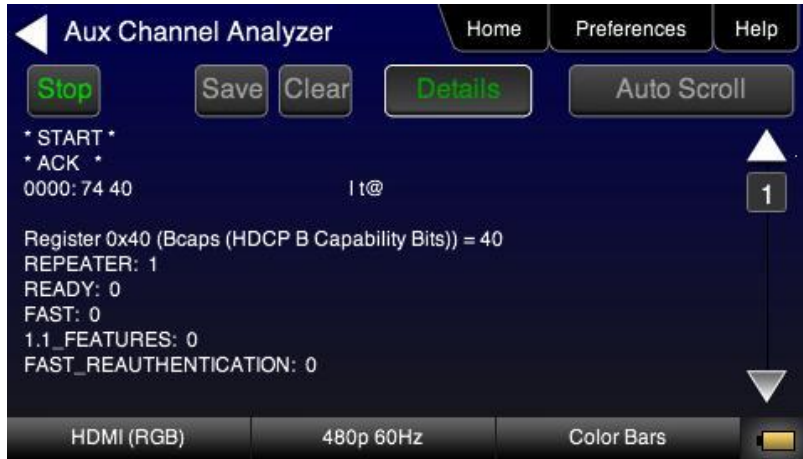 Aux Channel Analyzer Home Preferences Help
Stop Save Clear Details Auto Scroll
* START *
* ACK *
0000: 74 40 I t@
1
Register 0x40 (Bcaps (HDCP B Capability Bits)) = 40
REPEATER: 1
READY: 0
FAST: 0
1.1_FEATURES: 0
FAST_REAUTHENTICATION: 0
HDMI (RGB) 480p 60Hz Color Bars